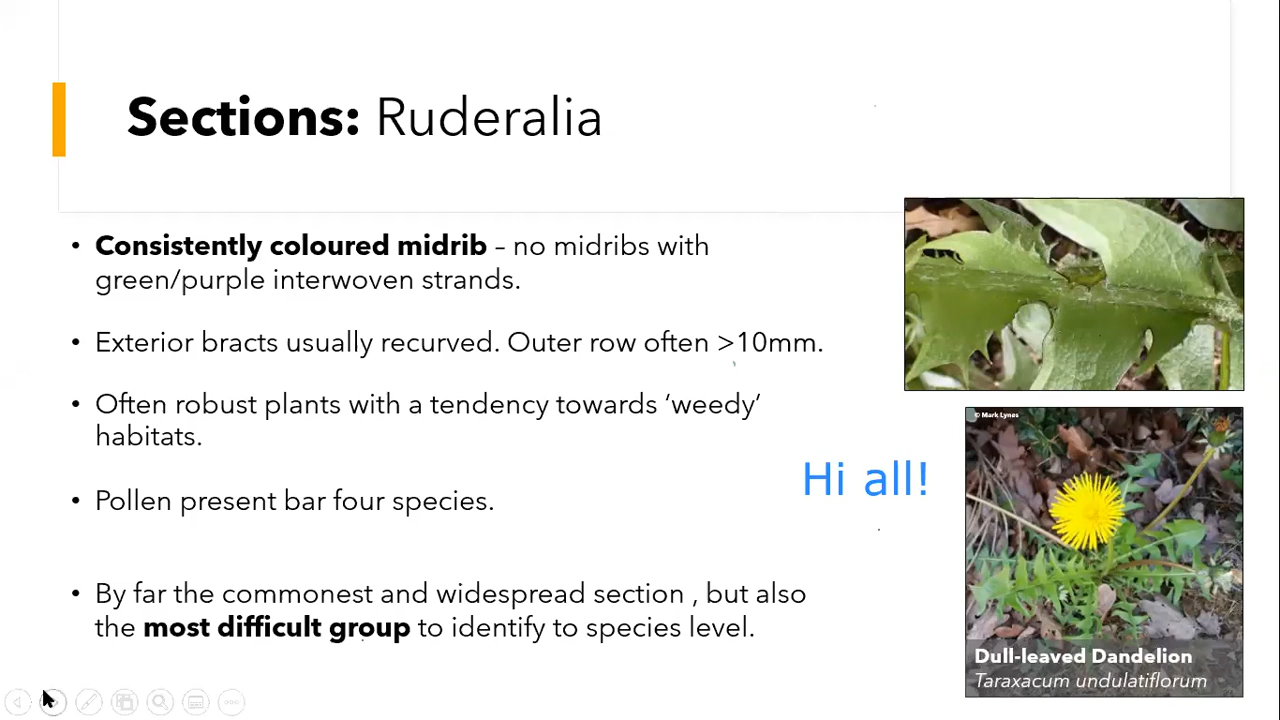 Sections: Ruderalia
• Consistently coloured midrib – no midribs with
green/purple interwoven strands.
• Exterior bracts usually recurved. Outer row often >10mm.
• Often robust plants with a tendency towards ‘weedy’
habitats.
• Pollen present bar four species.
• By far the commonest and widespread section , but also
the most difficult group to identify to species level.
Hi all!
© Mark Lynes
Dull-leaved Dandelion
Taraxacum undulatiflorum